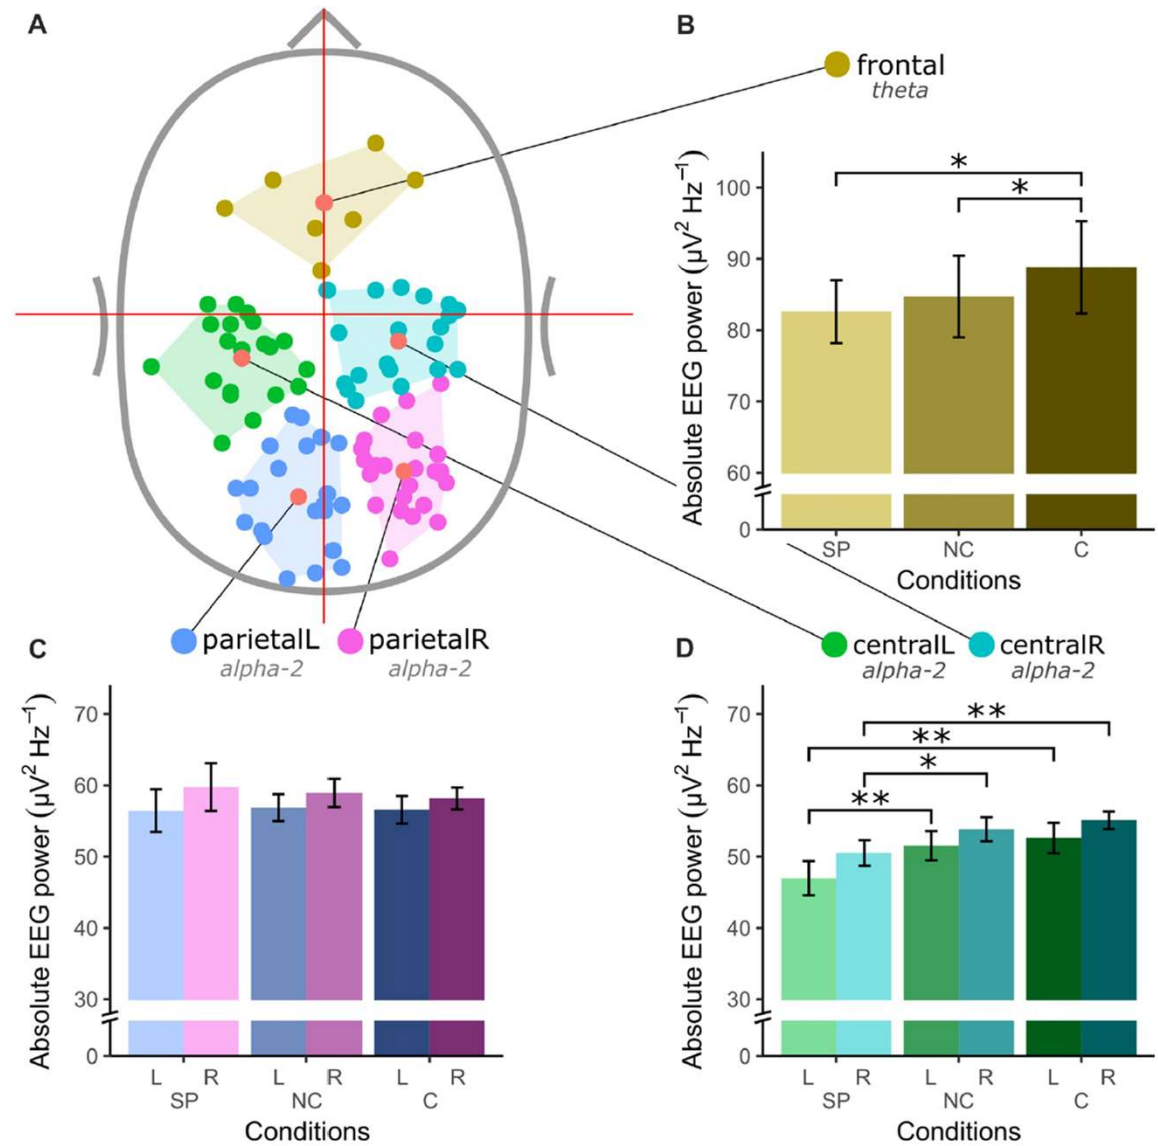 A
B
frontal
theta
Absolute EEG power (µV² Hz⁻¹)
100
90
80
70
60
0
*
*
SP NC C
Conditions
parietalL parietalR
alpha-2 alpha-2
centralL centralR
alpha-2 alpha-2
C
Absolute EEG power (µV² Hz⁻¹)
70
60
50
40
30
0
L R L R L R
SP NC C
Conditions
D
Absolute EEG power (µV² Hz⁻¹)
70
60
50
40
30
0
**
**
*
**
L R L R L R
SP NC C
Conditions